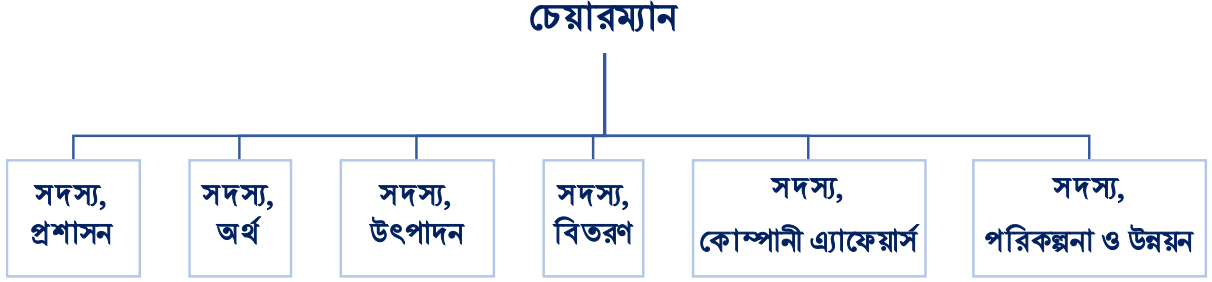 চেয়ারম্যান
সদস্য,
প্রশাসন
সদস্য,
অর্থ
সদস্য,
উৎপাদন
সদস্য,
বিতরণ
সদস্য,
কোম্পানী এ্যাফেয়ার্স
সদস্য,
পরিকল্পনা ও উন্নয়ন